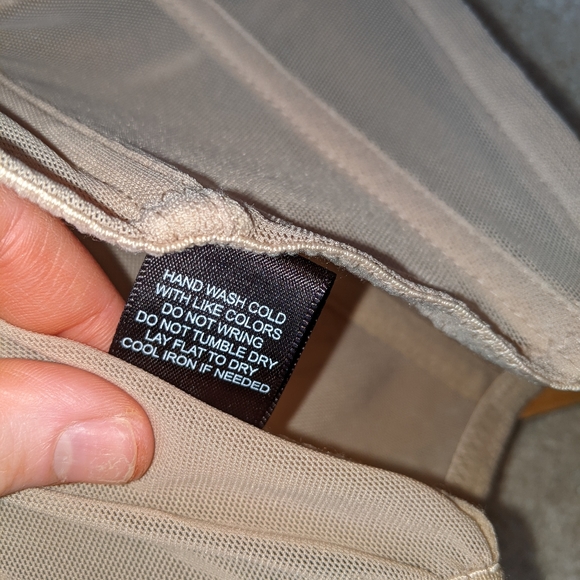 HAND WASH COLD
WITH LIKE COLORS
DO NOT WRING
DO NOT TUMBLE DRY
LAY FLAT TO DRY
COOL IRON IF NEEDED